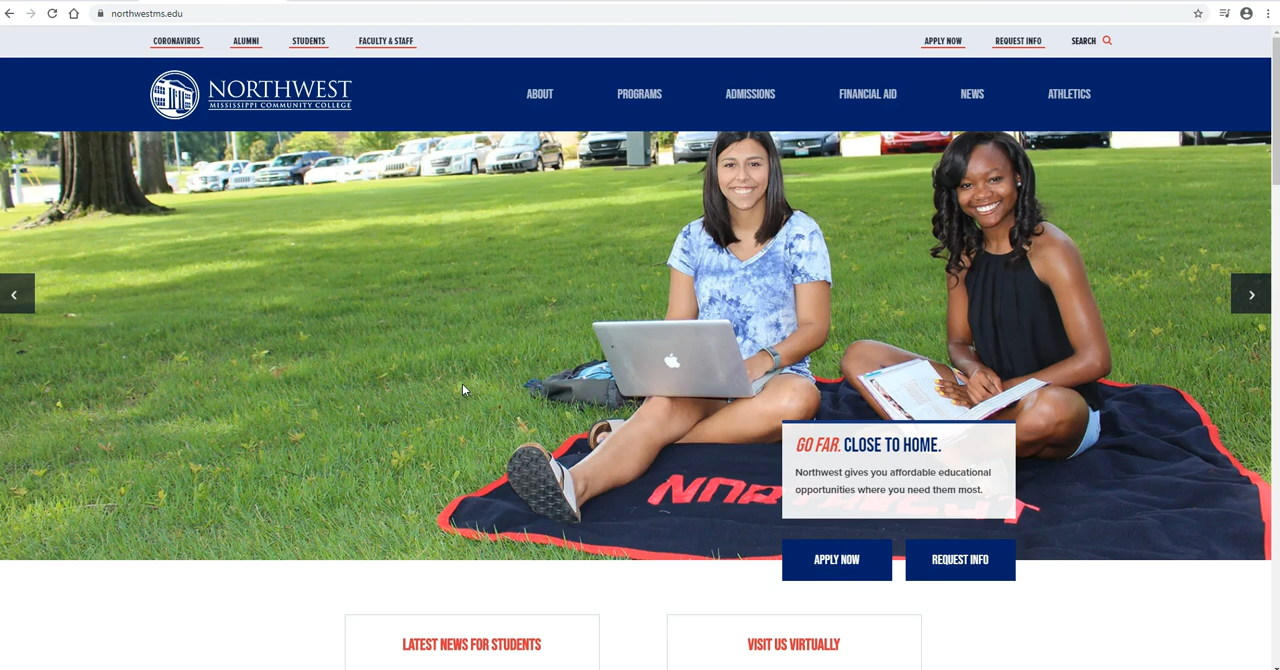 northwestms.edu
CORONAVIRUS ALUMNI STUDENTS FACULTY & STAFF APPLY NOW REQUEST INFO SEARCH
NORTHWEST
MISSISSIPPI COMMUNITY COLLEGE
ABOUT PROGRAMS ADMISSIONS FINANCIAL AID NEWS ATHLETICS
GO FAR. CLOSE TO HOME.
Northwest gives you affordable educational
opportunities where you need them most.
NORTHWEST
APPLY NOW REQUEST INFO
LATEST NEWS FOR STUDENTS VISIT US VIRTUALLY